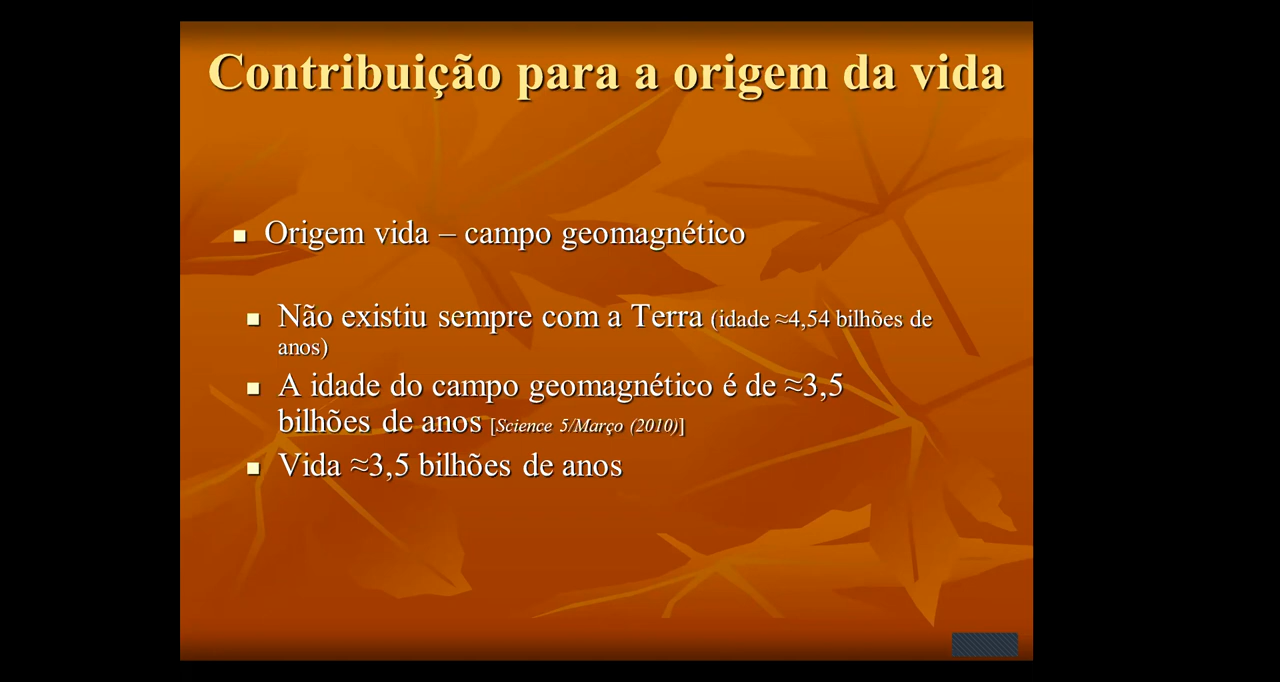 Contribuição para a origem da vida
Origem vida – campo geomagnético
Não existiu sempre com a Terra (idade ≈4,54 bilhões de
anos)
A idade do campo geomagnético é de ≈3,5
bilhões de anos [Science 5/Março (2010)]
Vida ≈3,5 bilhões de anos